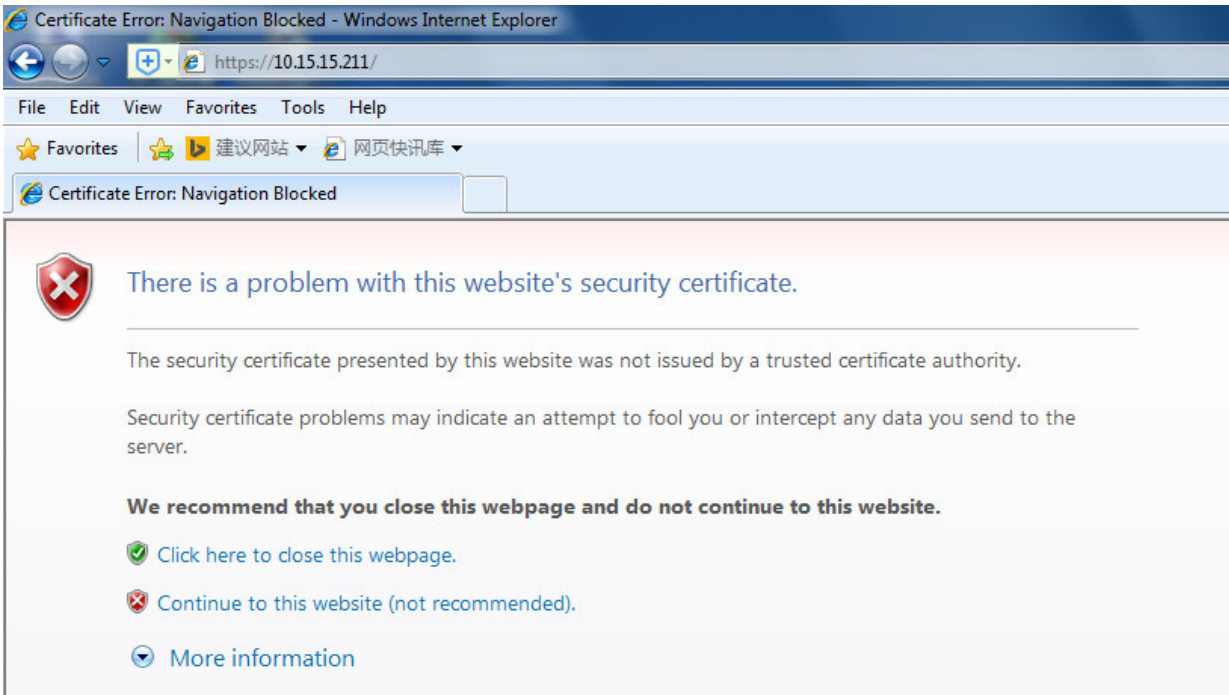 Certificate Error: Navigation Blocked - Windows Internet Explorer
https://10.15.15.211/
File Edit View Favorites Tools Help
Favorites 建议网站 网页快讯库
Certificate Error: Navigation Blocked
There is a problem with this website's security certificate.
The security certificate presented by this website was not issued by a trusted certificate authority.
Security certificate problems may indicate an attempt to fool you or intercept any data you send to the
server.
We recommend that you close this webpage and do not continue to this website.
Click here to close this webpage.
Continue to this website (not recommended).
More information